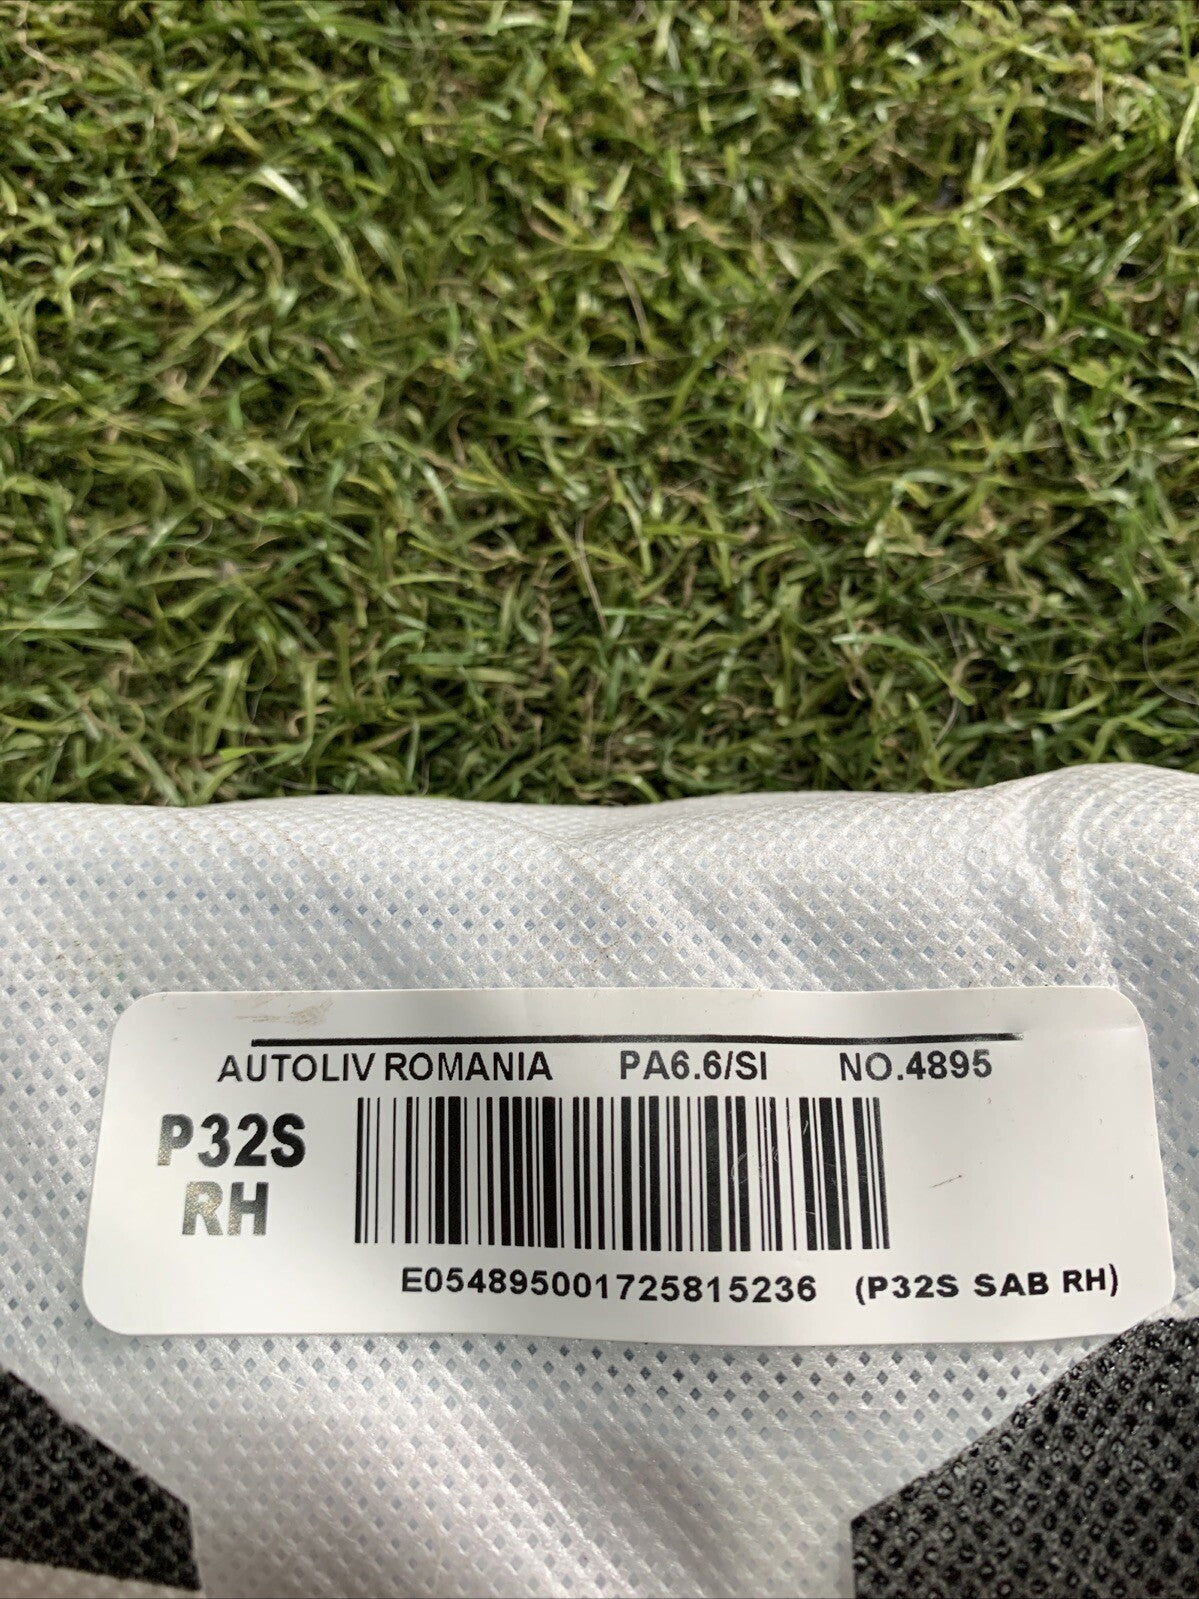 AUTOLIV ROMANIA PA6.6/SI NO.4895
P32S
RH
E054895001725815236 (P32S SAB RH)